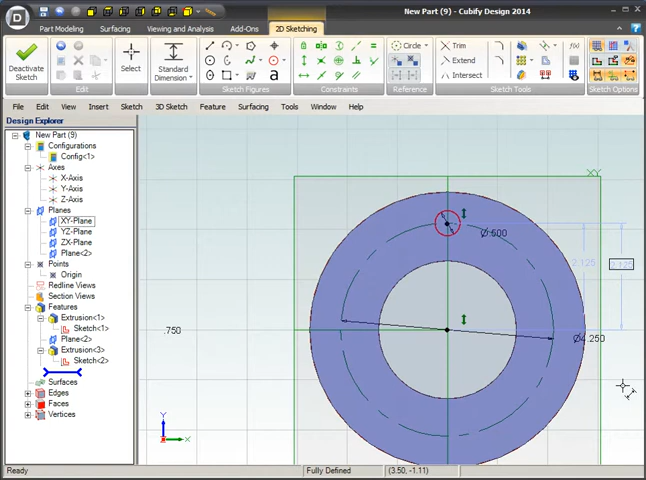 New Part (9) - Cubify Design 2014
Part Modeling Surfacing Viewing and Analysis Add-Ons 2D Sketching
Deactivate Sketch
Edit
Select
Standard Dimension
Sketch Figures
Constraints
Circle
Reference
Trim
Extend
Intersect
f(x)
Sketch Tools
Sketch Options
File Edit View Insert Sketch 3D Sketch Feature Surfacing Tools Window Help
Design Explorer
New Part (9)
Configurations
Config<1>
Axes
X-Axis
Y-Axis
Z-Axis
Planes
XY-Plane
YZ-Plane
ZX-Plane
Plane<2>
Points
Origin
Redline Views
Section Views
Features
Extrusion<1>
Sketch<1>
Plane<2>
Extrusion<3>
Sketch<2>
Surfaces
Edges
Faces
Vertices
XY
Ø.500
2.125
2.125
.750
Ø4.250
Y
X
Ready
Fully Defined
(3.50, -1.11)